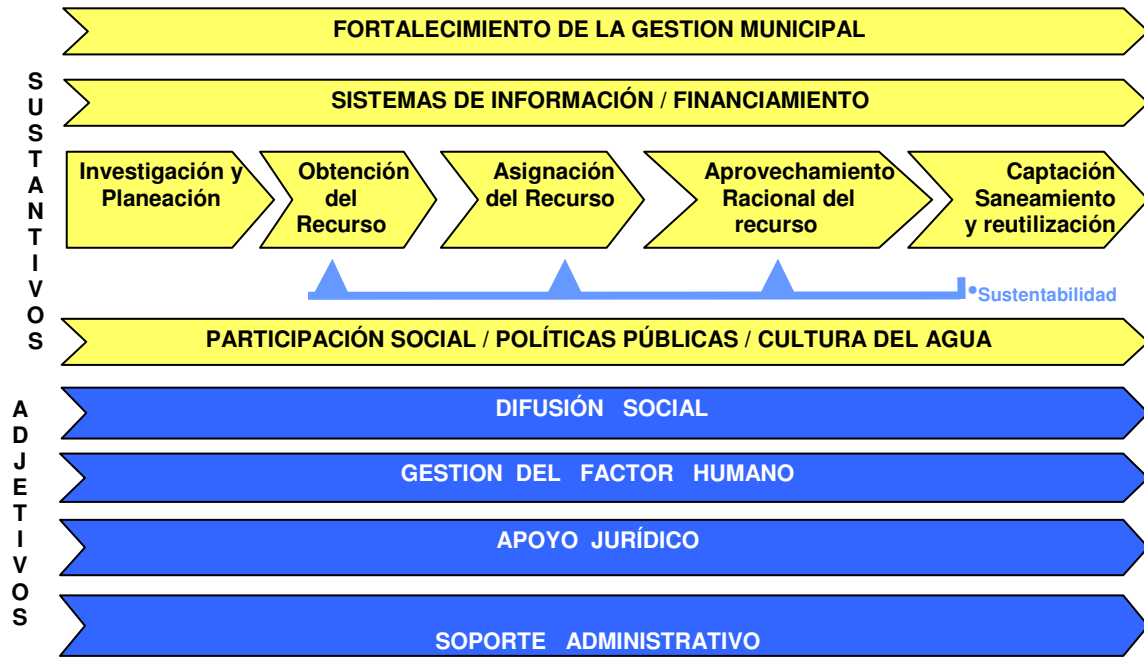 FORTALECIMIENTO DE LA GESTION MUNICIPAL
SUSTANTIVOS
SISTEMAS DE INFORMACIÓN / FINANCIAMIENTO
Investigación y
Planeación
Obtención
del
Recurso
Asignación
del Recurso
Aprovechamiento
Racional del
recurso
Captación
Saneamiento
y reutilización
•Sustentabilidad
PARTICIPACIÓN SOCIAL / POLÍTICAS PÚBLICAS / CULTURA DEL AGUA
ADJETIVOS
DIFUSIÓN SOCIAL
GESTION DEL FACTOR HUMANO
APOYO JURÍDICO
SOPORTE ADMINISTRATIVO